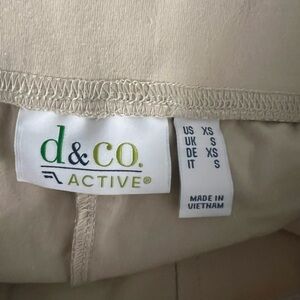 d&co.
ACTIVE®
US XS
UK S
DE XS
IT S
MADE IN
VIETNAM